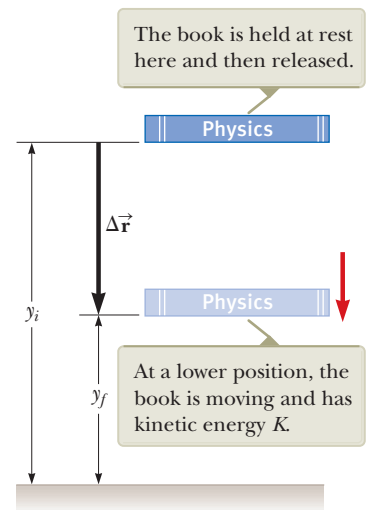 The book is held at rest
here and then released.
Physics
Δr⃗
Physics
yᵢ
At a lower position, the
y_f
book is moving and has
kinetic energy K.